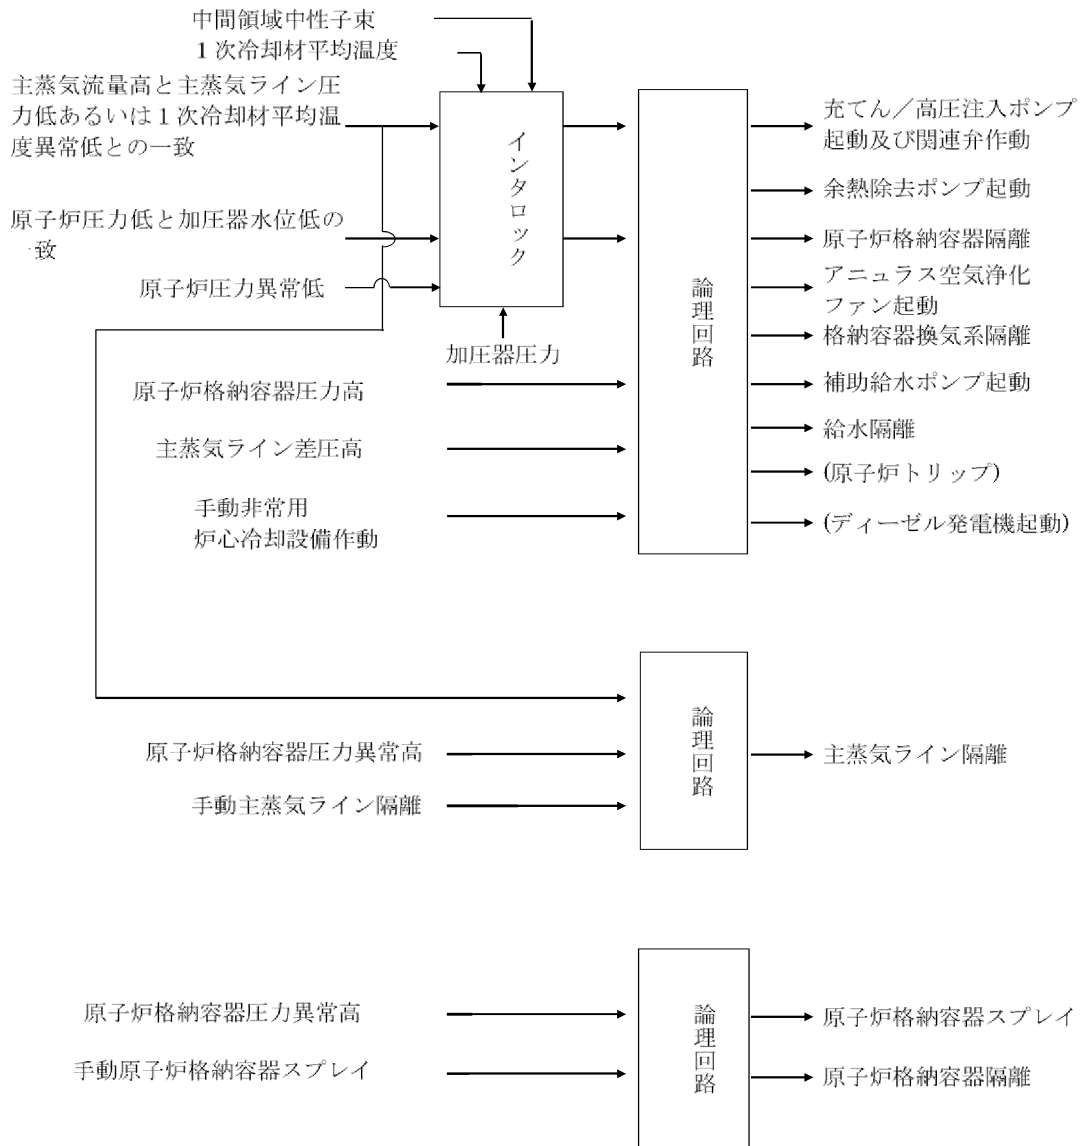 中間領域中性子束
１次冷却材平均温度
主蒸気流量高と主蒸気ライン圧
力低あるいは１次冷却材平均温
度異常低との一致
原子炉圧力低と加圧器水位低の
一致
原子炉圧力異常低
インタロック
加圧器圧力
原子炉格納容器圧力高
主蒸気ライン差圧高
手動非常用
炉心冷却設備作動
論理回路
充てん／高圧注入ポンプ
起動及び関連弁作動
余熱除去ポンプ起動
原子炉格納容器隔離
アニュラス空気浄化
ファン起動
格納容器換気系隔離
補助給水ポンプ起動
給水隔離
(原子炉トリップ)
(ディーゼル発電機起動)
原子炉格納容器圧力異常高
手動主蒸気ライン隔離
論理回路
主蒸気ライン隔離
原子炉格納容器圧力異常高
手動原子炉格納容器スプレイ
論理回路
原子炉格納容器スプレイ
原子炉格納容器隔離